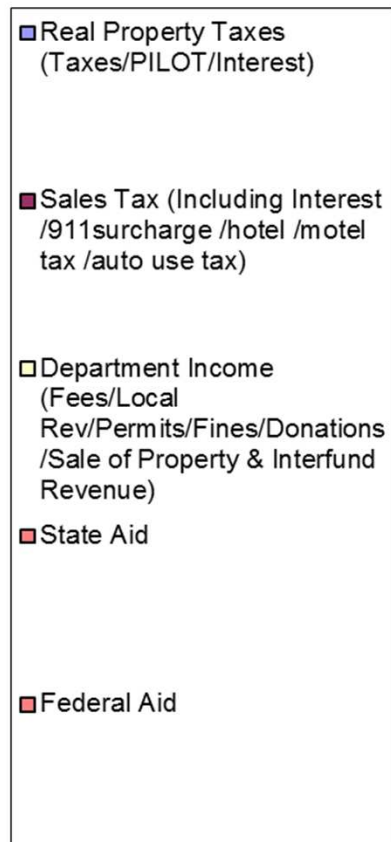 Real Property Taxes
(Taxes/PILOT/Interest)
Sales Tax (Including Interest
/911surcharge /hotel /motel
tax /auto use tax)
Department Income
(Fees/Local
Rev/Permits/Fines/Donations
/Sale of Property & Interfund
Revenue)
State Aid
Federal Aid